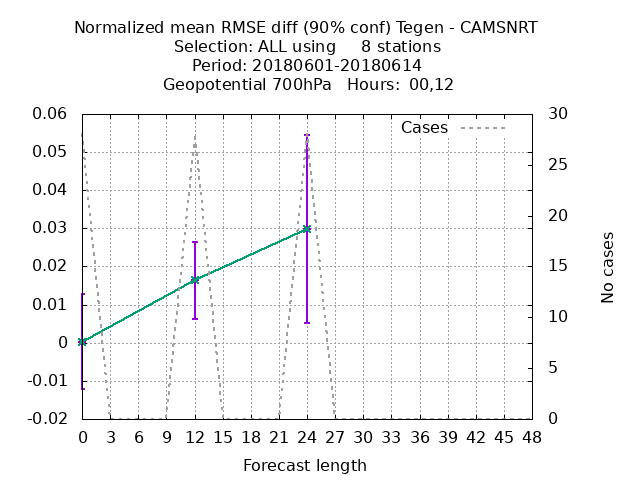 Normalized mean RMSE diff (90% conf) Tegen - CAMSNRT
Selection: ALL using     8 stations
Period: 20180601-20180614
Geopotential 700hPa   Hours: 00,12
Cases
0.06
0.05
0.04
0.03
0.02
0.01
0
-0.01
-0.02
30
25
20
15
10
5
0
No cases
0 3 6 9 12 15 18 21 24 27 30 33 36 39 42 45 48
Forecast length